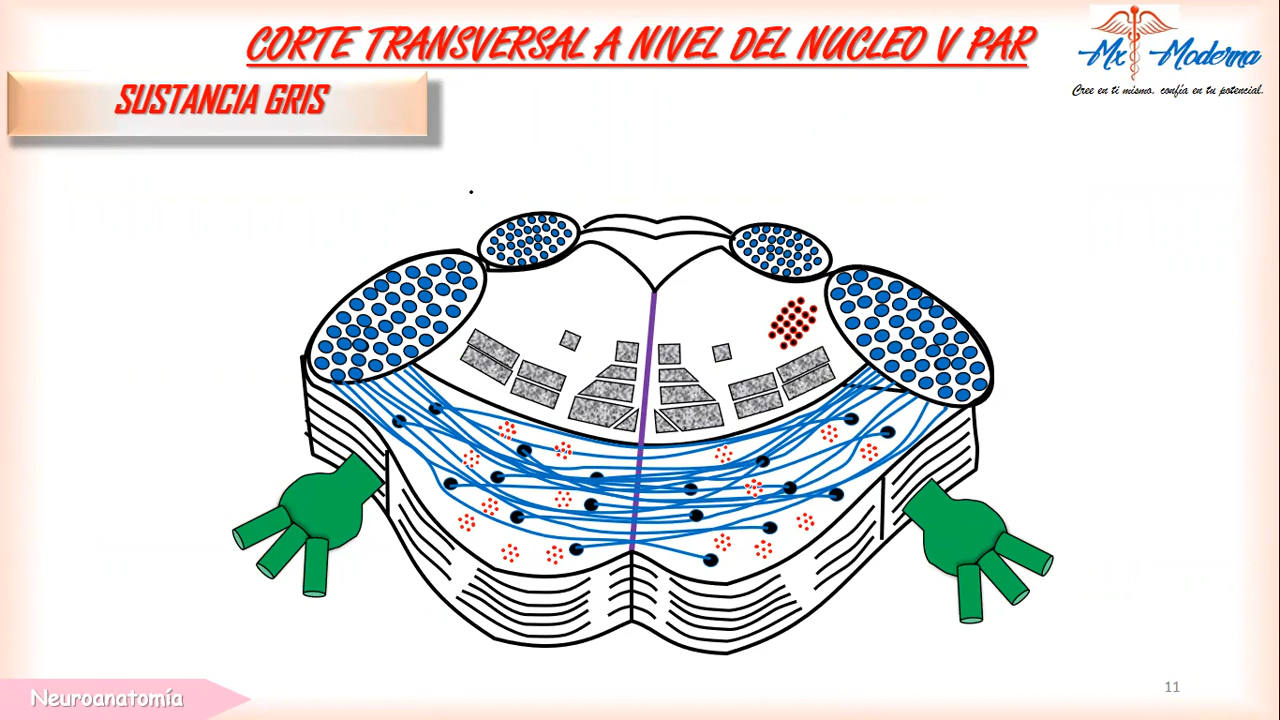 CORTE TRANSVERSAL A NIVEL DEL NUCLEO V PAR
Mx Moderna
Cree en ti mismo, confía en tu potencial.
SUSTANCIA GRIS
Neuroanatomía
11